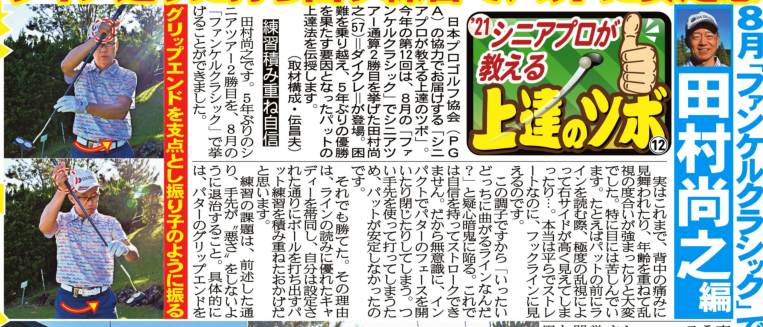 8月「ファンケルクラシック」で
田村尚之編
'21
シニアプロが
教える
上達のツボ
⑫
日本プロゴルフ協会（PG
A）の協力でお届けする「シニ
アプロが教える上達のツボ」。
今年の第12回は、8月の「ファ
ンケルクラシック」でシニアツ
アー通算2勝目を挙げた田村尚
之（57）＝ダイクレ＝が登場。困
難を乗り越え、5年ぶりの優勝
を果たす要因となったパットの
上達法を伝授します。
（取材構成・伝昌夫）
練習積み重ね自信
田村尚之です。5年ぶりのシ
ニアツアー2勝目を、8月の
「ファンケルクラシック」で挙
げることができました。
グリップエンドを支点とし振り子のように振る
実はこれまで、背中の痛みに
見舞われたり、年齢を重ねて乱
視の度合いが強まったりと大変
でした。特に目には苦しんでい
ます。たとえば、パットの前にラ
インを読む際、極度の乱視によ
って右サイドが高く見えてしま
ったり…。本当は平らでストレ
ートなのに、フックラインに見
えるのです。
この調子ですから「いったい
どっちに曲がるラインなんだ
？」と疑心暗鬼に陥る。これで
は自信を持ってストロークでき
ません。だから無意識に、イン
パクトでパターのフェースを開
いたり閉じたりしてしまう。つ
い手先を使って打ってしまうた
め、パットが安定しなかったの
です。
それでも勝てた。その理由
は、ラインの読みに優れたキャ
ディーを帯同し、自分は設定さ
れた通りにボールを打ち出すパ
ット練習を積み重ねたおかげだ
と思います。
練習の課題は、前述した通
り、手先が〝悪さ〟をしないよ
うに退治すること。具体的に
は、パターのグリップエンドを